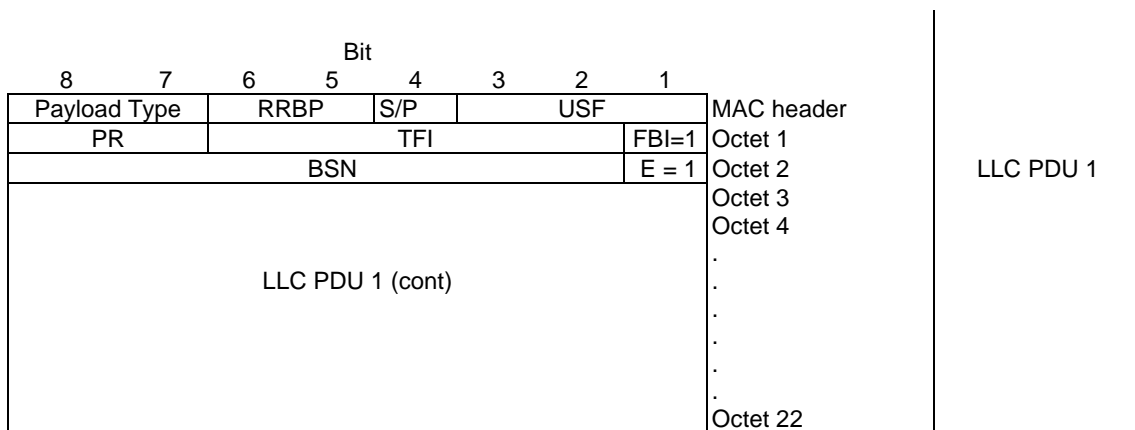 Bit
8 7 6 5 4 3 2 1
Payload Type RRBP S/P USF MAC header
PR TFI FBI=1 Octet 1
BSN E = 1 Octet 2 LLC PDU 1
Octet 3
Octet 4
.
LLC PDU 1 (cont) .
.
.
.
.
Octet 22